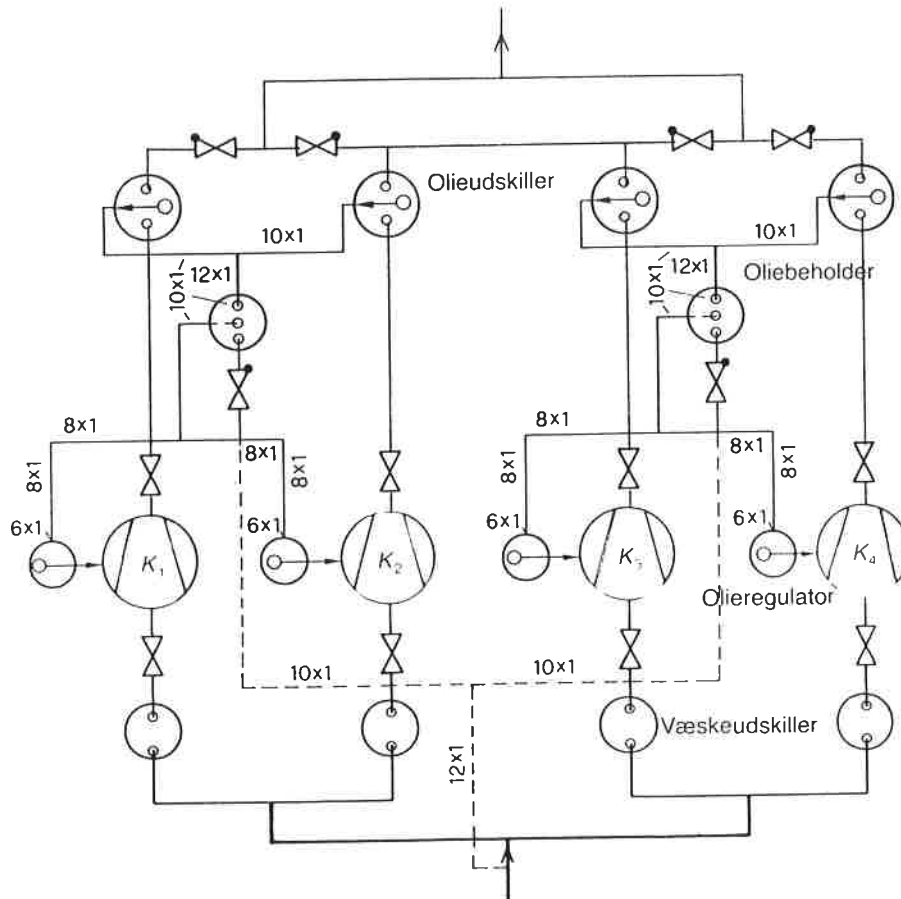 Olieudskiller
10x1
10x1
Oliebeholder
10x1
12x1
10x1
12x1
8x1
8x1
8x1
8x1
8x1
8x1
8x1
8x1
6x1
6x1
6x1
6x1
K1
K2
K3
K4
Olieregulator
10x1
10x1
Væskeudskiller
12x1